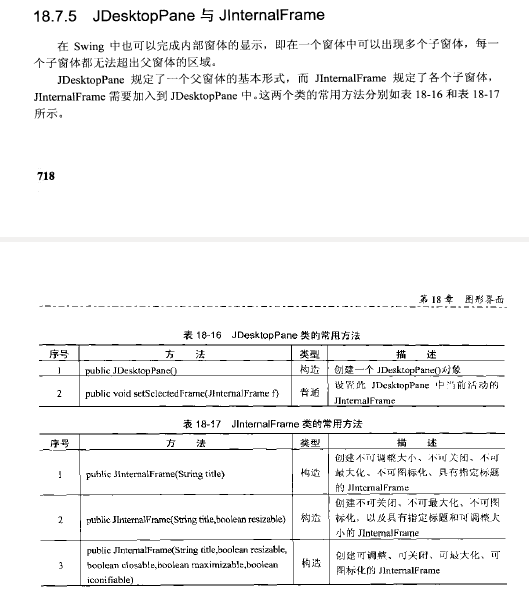 18.7.5 JDesktopPane 与 JInternalFrame
在 Swing 中也可以完成内部窗体的显示，即在一个窗体中可以出现多个子窗体，每一
个子窗体都无法超出父窗体的区域。
JDesktopPane 规定了一个父窗体的基本形式，而 JInternalFrame 规定了各个子窗体，
JInternalFrame 需要加入到 JDesktopPane 中。这两个类的常用方法分别如表 18-16 和表 18-17
所示。
718
第 18 章 图形界面
表 18-16 JDesktopPane 类的常用方法
序号 方 法 类型 描 述
1 public JDesktopPane() 构造 创建一个 JDesktopPane()对象
2 public void setSelectedFrame(JInternalFrame f) 普通 设置此 JDesktopPane 中当前活动的
JInternalFrame
表 18-17 JInternalFrame 类的常用方法
序号 方 法 类型 描 述
1 public JInternalFrame(String title) 构造 创建不可调整大小、不可关闭、不可
最大化、不可图标化、具有指定标题
的 JInternalFrame
2 public JInternalFrame(String title,boolean resizable) 构造 创建不可关闭、不可最大化、不可图
标化，以及具有指定标题和可调整大
小的 JInternalFrame
3 public JInternalFrame(String title,boolean resizable,
boolean closable,boolean maximizable,boolean
iconifiable) 构造 创建可调整、可关闭、可最大化、可
图标化的 JInternalFrame